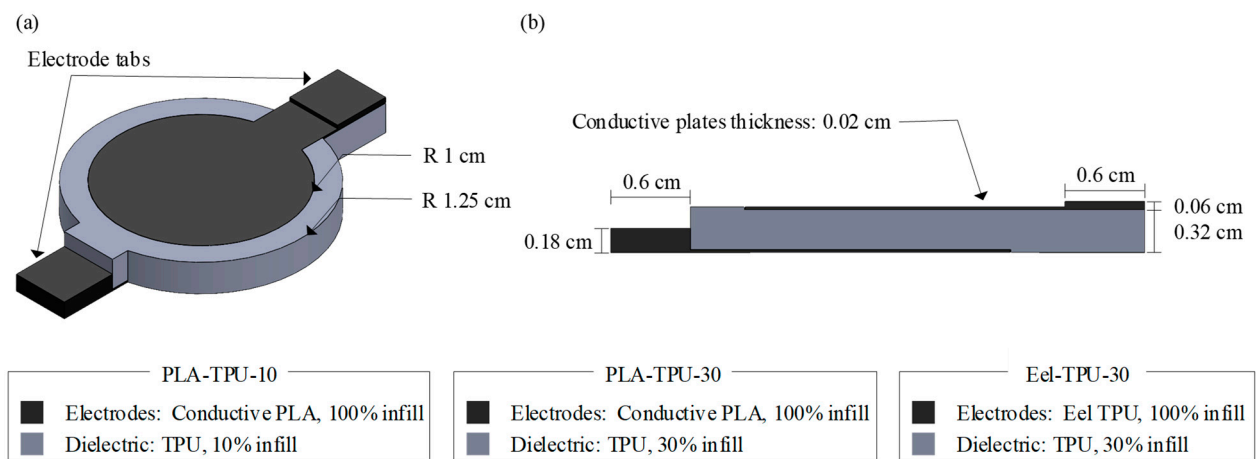 (a)
Electrode tabs
R 1 cm
R 1.25 cm
(b)
Conductive plates thickness: 0.02 cm
0.6 cm
0.6 cm
0.06 cm
0.18 cm
0.32 cm
PLA-TPU-10
Electrodes: Conductive PLA, 100% infill
Dielectric: TPU, 10% infill
PLA-TPU-30
Electrodes: Conductive PLA, 100% infill
Dielectric: TPU, 30% infill
Eel-TPU-30
Electrodes: Eel TPU, 100% infill
Dielectric: TPU, 30% infill